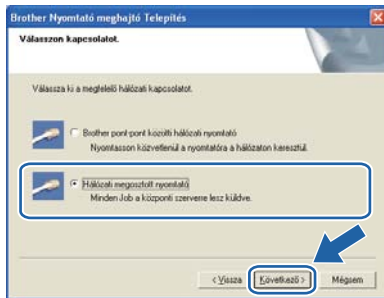 Brother Nyomtató meghajtó Telepítés
Válasszon kapcsolatot.
Válassza ki a megfelelő hálózati kapcsolatot.
Brother pont-pont közötti hálózati nyomtató
Nyomtasson közvetlenül a nyomtatóra a hálózaton keresztül.
Hálózati megosztott nyomtató
Minden Job a központi szerverre lesz küldve.
< Vissza Következő > Mégsem